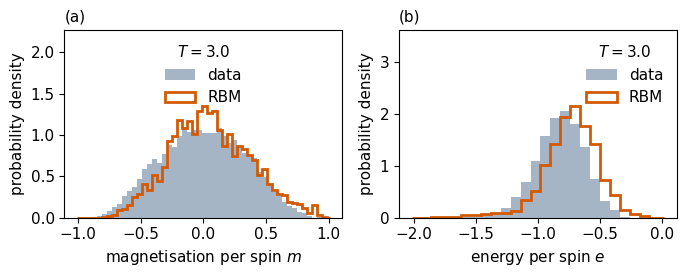 (a)
T = 3.0
data
RBM
probability density
2.0
1.5
1.0
0.5
0.0
−1.0 −0.5 0.0 0.5 1.0
magnetisation per spin m
(b)
T = 3.0
data
RBM
probability density
3
2
1
0
−2.0 −1.5 −1.0 −0.5 0.0
energy per spin e